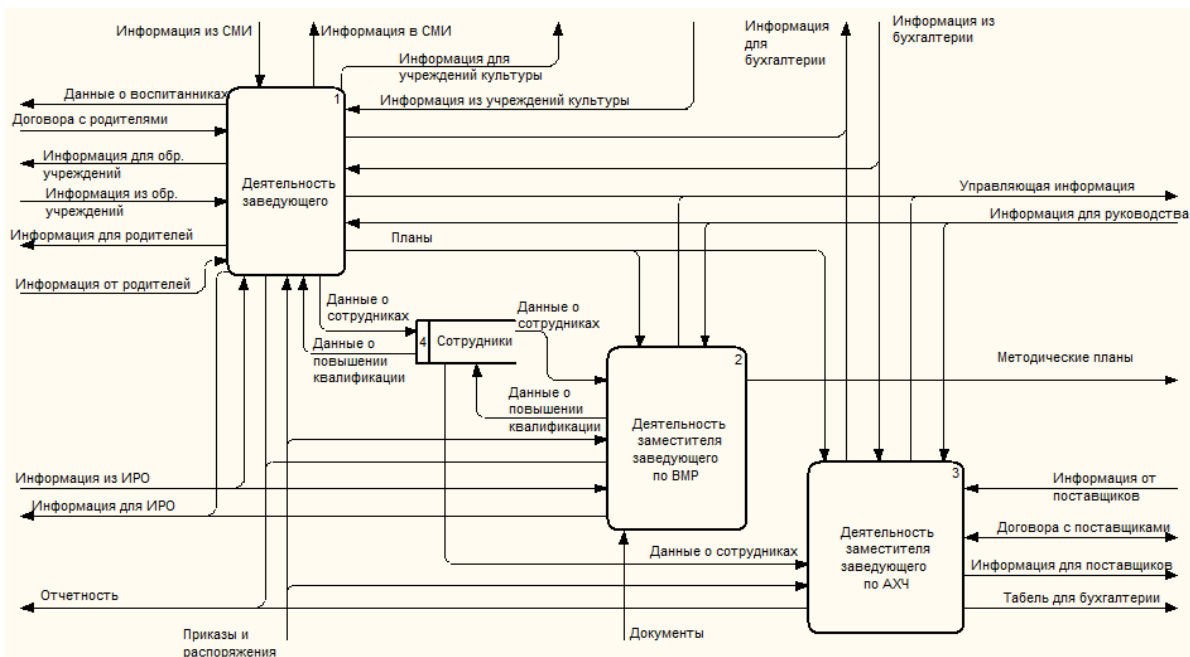 Информация из СМИ
Информация в СМИ
Информация для
учреждений культуры
Информация
для
бухгалтерии
Информация из
бухгалтерии
Данные о воспитанниках
1
Информация из учреждений культуры
Договора с родителями
Информация для обр.
учреждений
Деятельность
заведующего
Информация из обр.
учреждений
Управляющая информация
Информация для руководства
Информация для родителей
Планы
Информация от родителей
Данные о
сотрудниках
Данные о
сотрудниках
4
Сотрудники
Данные о
повышении
квалификации
2
Методические планы
Данные о
повышении
квалификации
Деятельность
заместителя
заведующего
по ВМР
Информация из ИРО
Информация для ИРО
3
Информация от
поставщиков
Деятельность
заместителя
заведующего
по АХЧ
Договора с поставщиками
Данные о сотрудниках
Информация для поставщиков
Отчетность
Табель для бухгалтерии
Приказы и
распоряжения
Документы